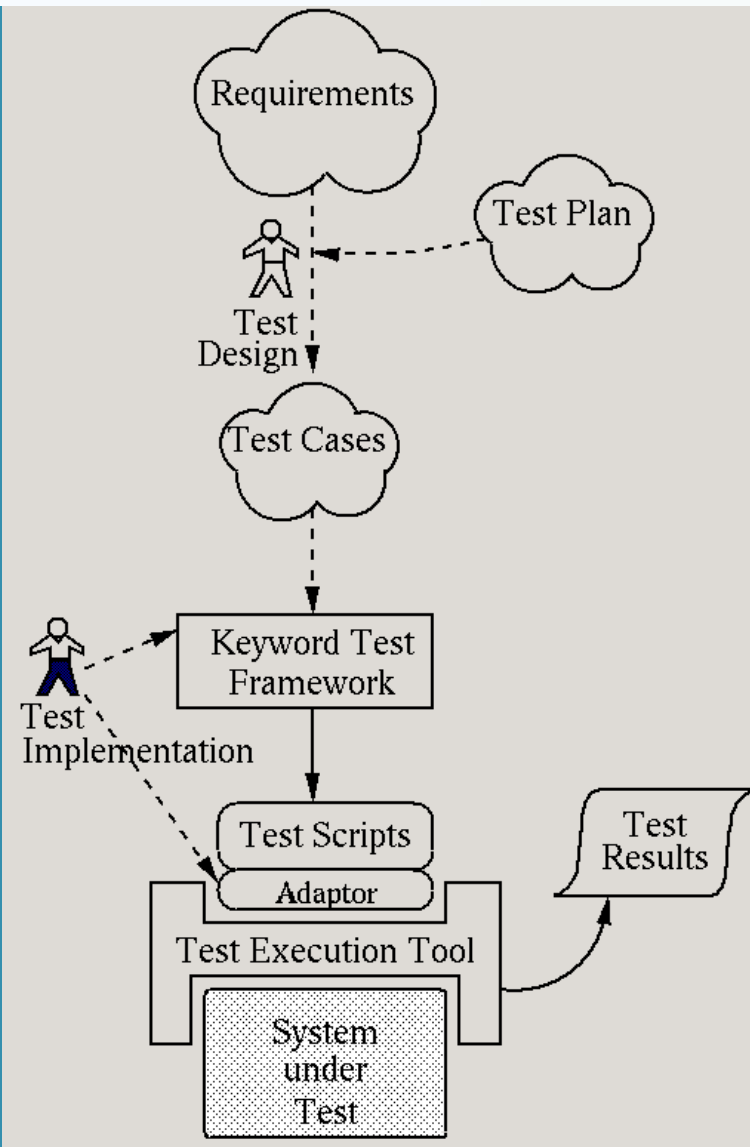 Requirements
Test Plan
Test
Design
Test Cases
Keyword Test
Framework
Test
Implementation
Test Scripts
Adaptor
Test
Results
Test Execution Tool
System
under
Test